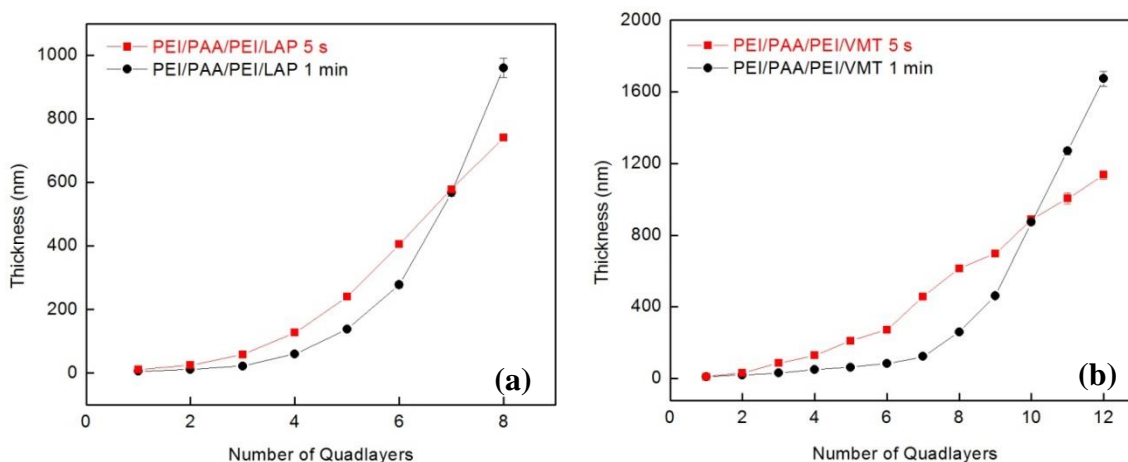 PEI/PAA/PEI/LAP 5 s
PEI/PAA/PEI/LAP 1 min
1000
800
600
400
200
0
Thickness (nm)
0 2 4 6 8
Number of Quadlayers
(a)
PEI/PAA/PEI/VMT 5 s
PEI/PAA/PEI/VMT 1 min
2000
1600
1200
800
400
0
Thickness (nm)
0 2 4 6 8 10 12
Number of Quadlayers
(b)